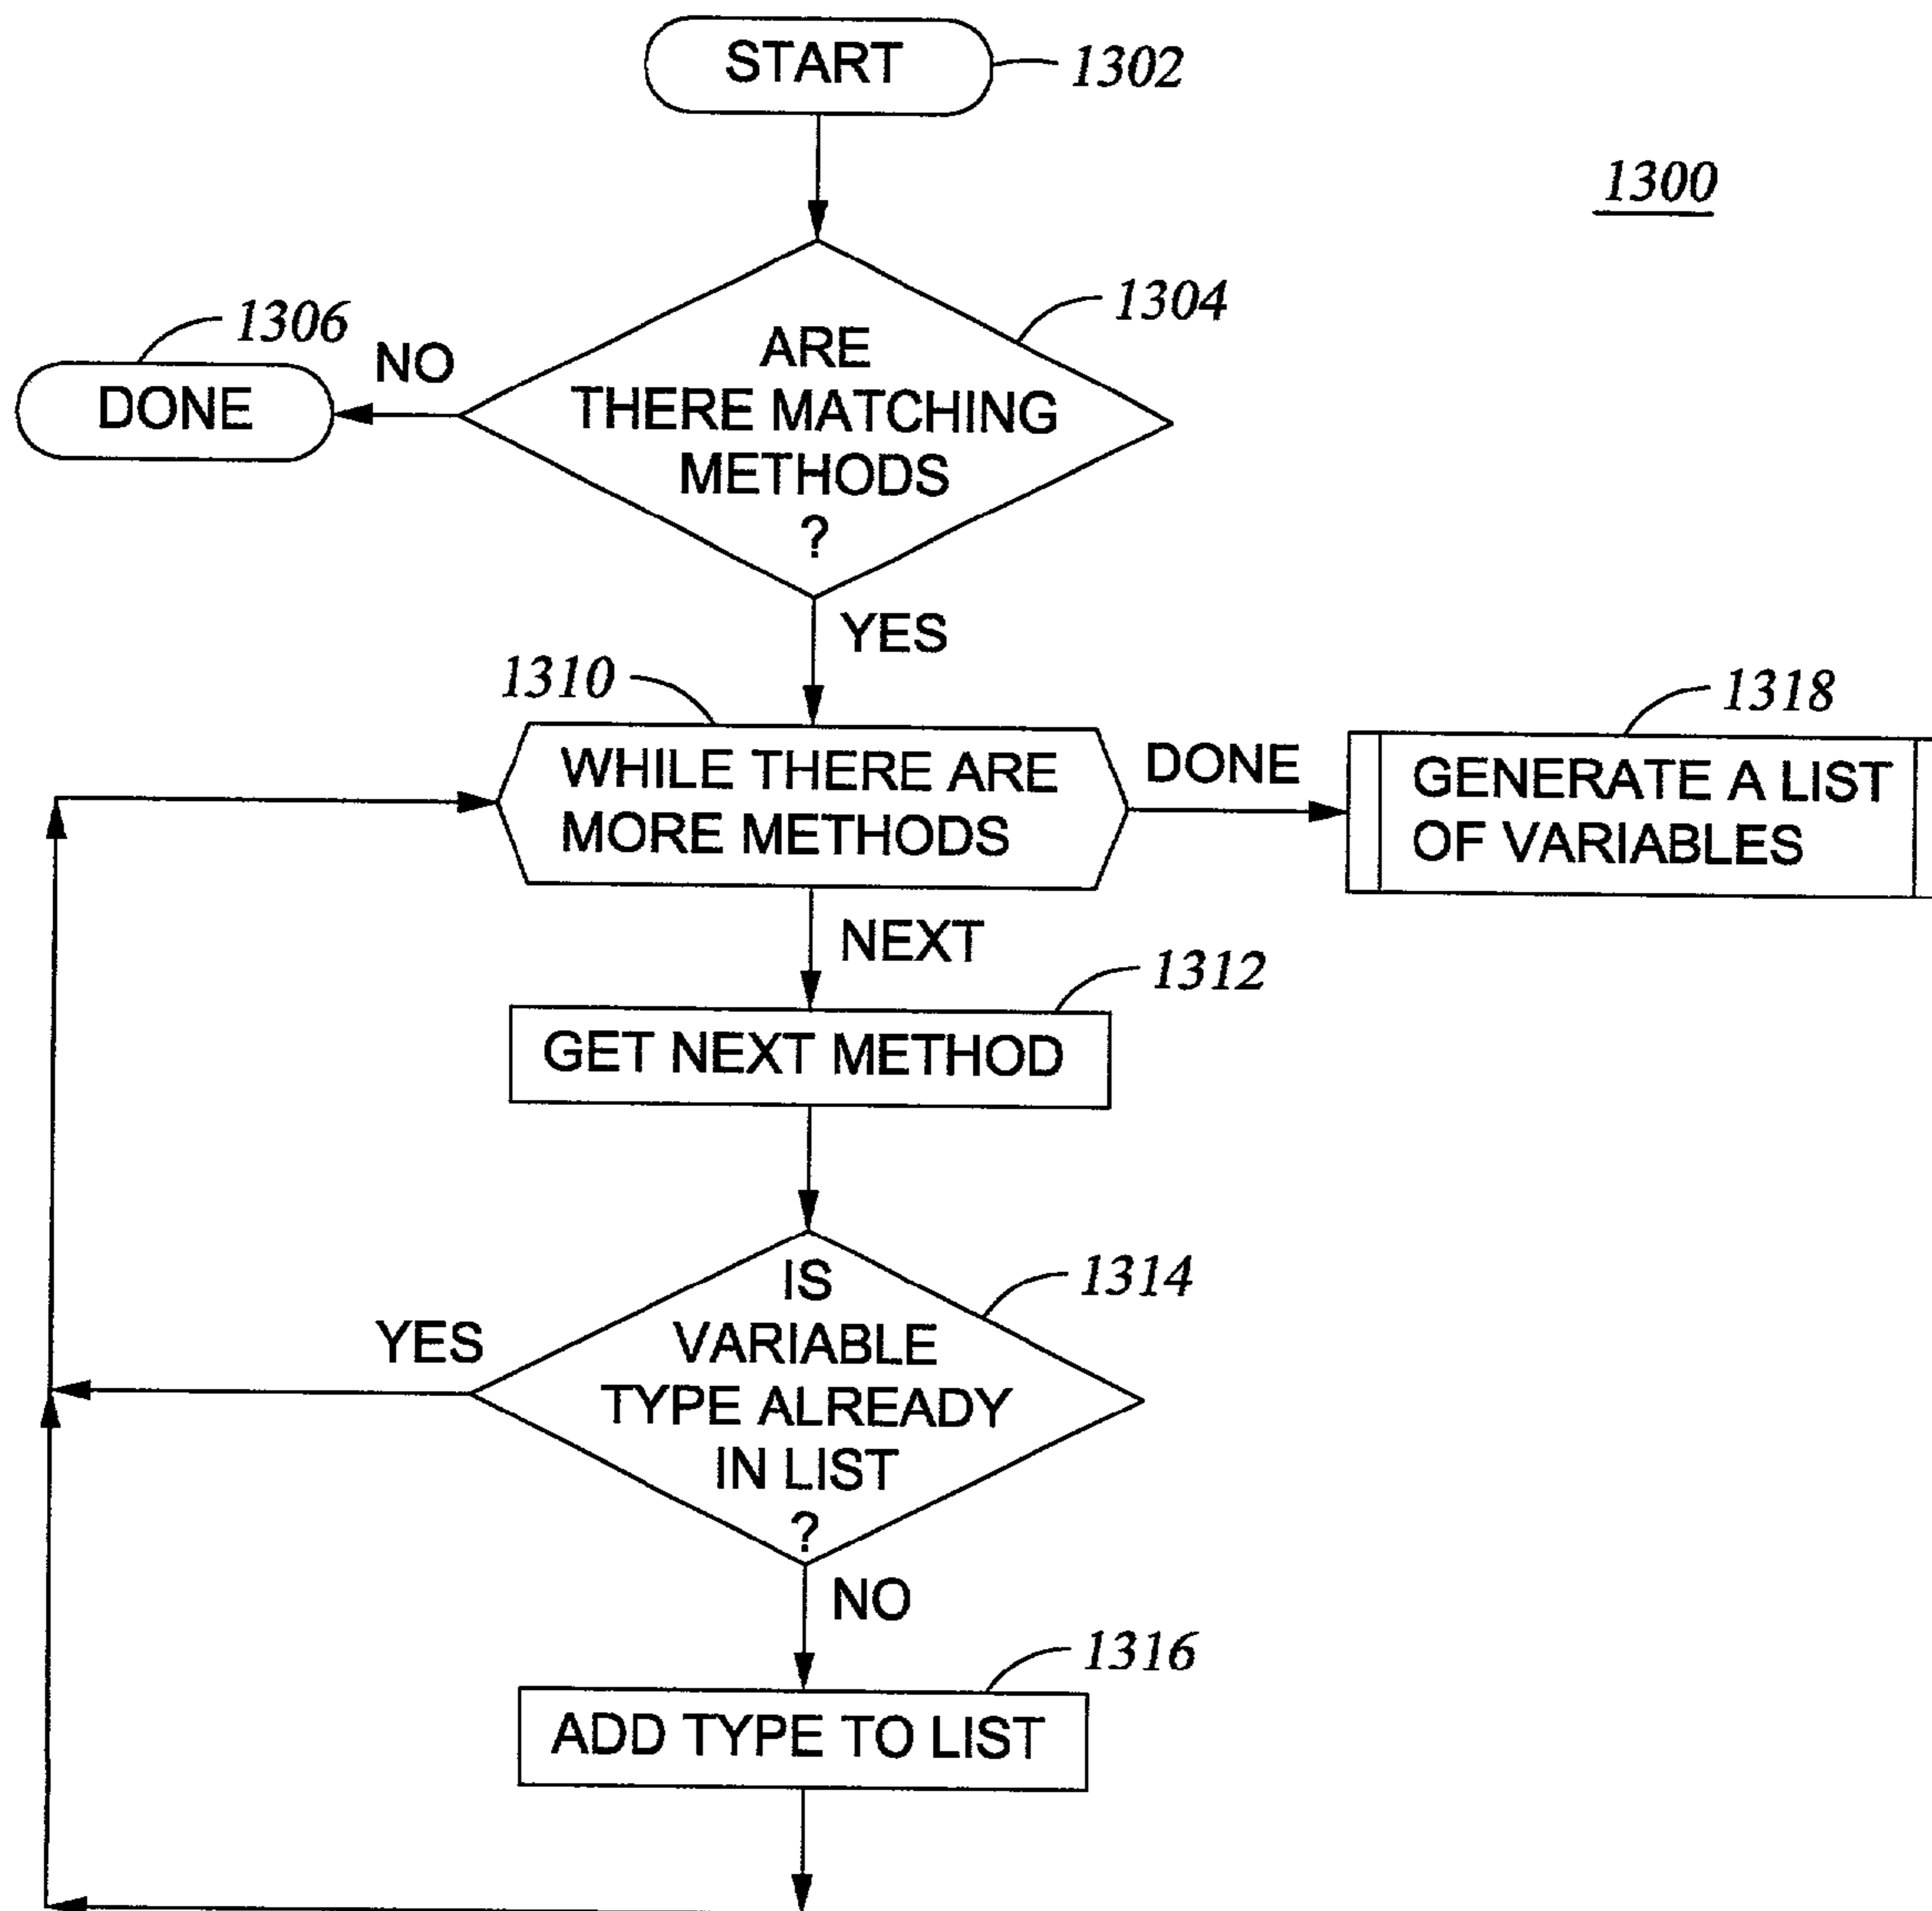 START
1302
1300
1304
1306
ARE
THERE MATCHING
METHODS
?
NO
DONE
YES
1310
1318
WHILE THERE ARE
MORE METHODS
DONE
GENERATE A LIST
OF VARIABLES
NEXT
1312
GET NEXT METHOD
1314
IS
VARIABLE
TYPE ALREADY
IN LIST
?
YES
NO
1316
ADD TYPE TO LIST